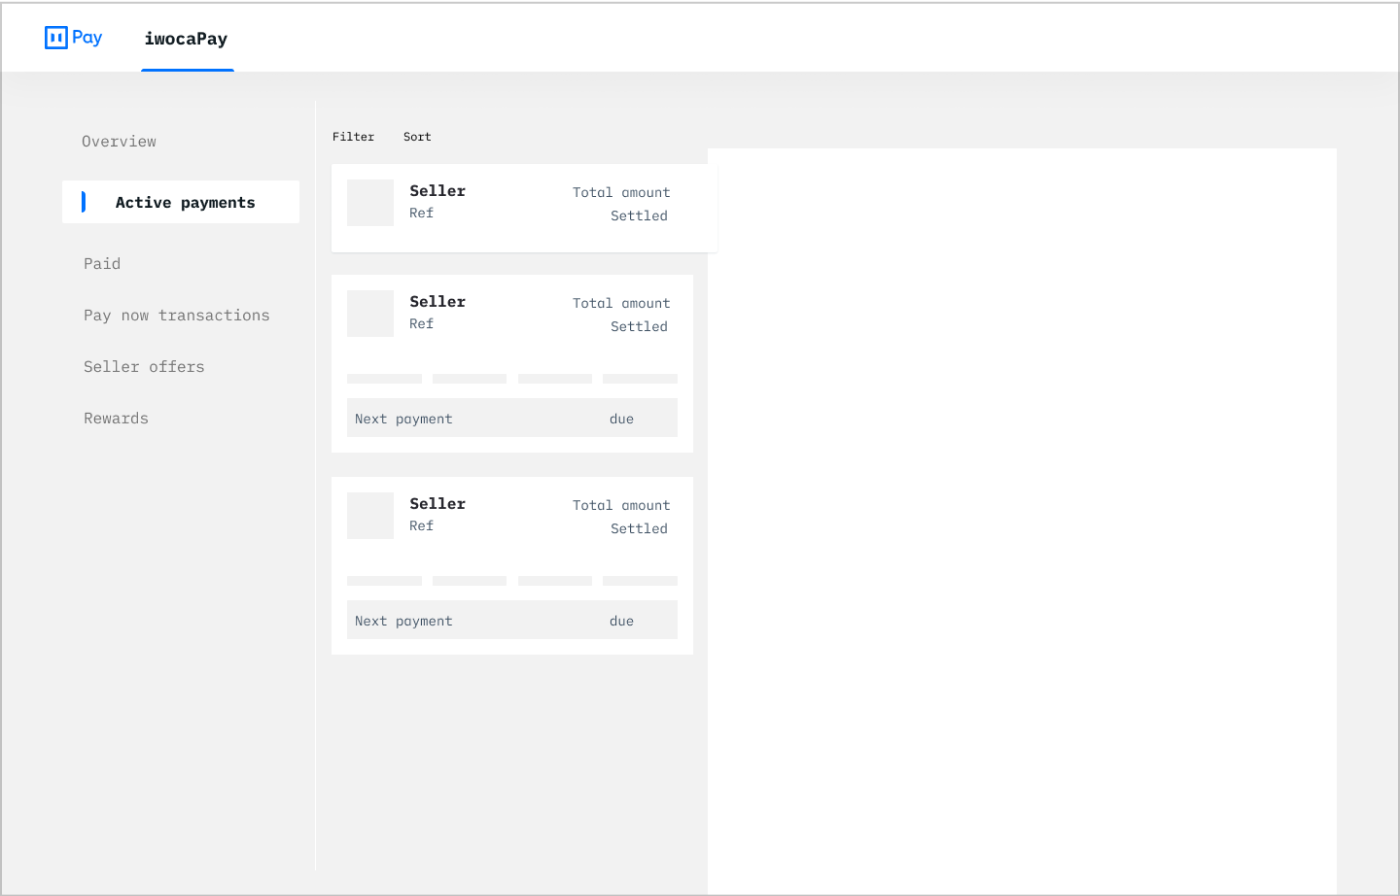 Pay
iwocaPay
Overview
Active payments
Paid
Pay now transactions
Seller offers
Rewards
Filter Sort
Seller Total amount
Ref Settled
Seller Total amount
Ref Settled
Next payment due
Seller Total amount
Ref Settled
Next payment due